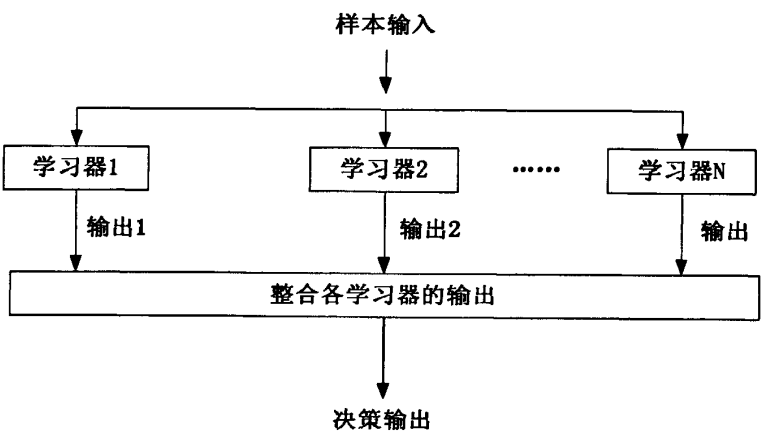 样本输入
学习器1
学习器2
······
学习器N
输出1
输出2
输出
整合各学习器的输出
决策输出